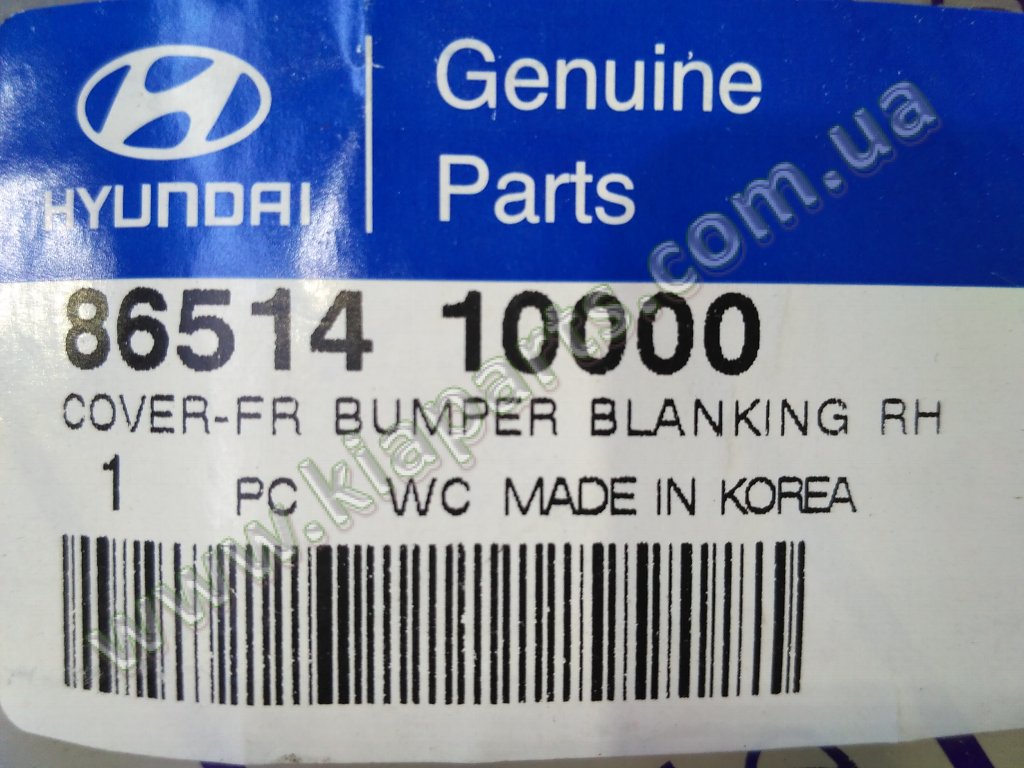 HYUNDAI
Genuine
Parts
86514 10000
COVER-FR BUMPER BLANKING RH
1 PC WC MADE IN KOREA
www.kiaparts.com.ua